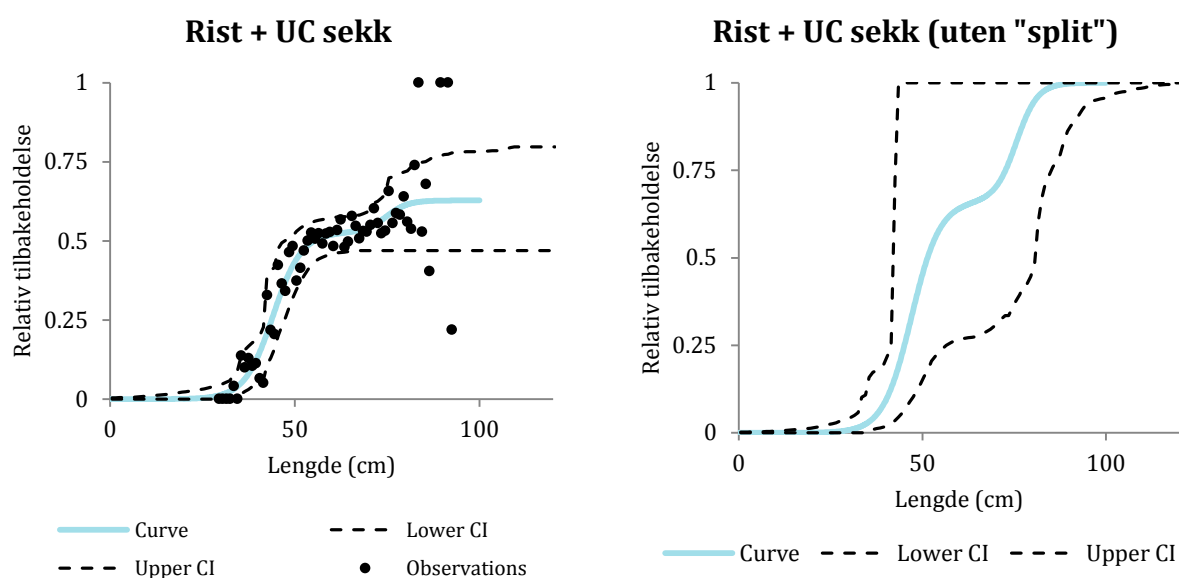 Rist + UC sekk
Relativ tilbakeholdelse
1
0.75
0.5
0.25
0
0 50 100
Lengde (cm)
Curve Lower CI
Upper CI Observations
Rist + UC sekk (uten "split")
Relativ tilbakeholdelse
1
0.75
0.5
0.25
0
0 50 100
Lengde (cm)
Curve Lower CI Upper CI